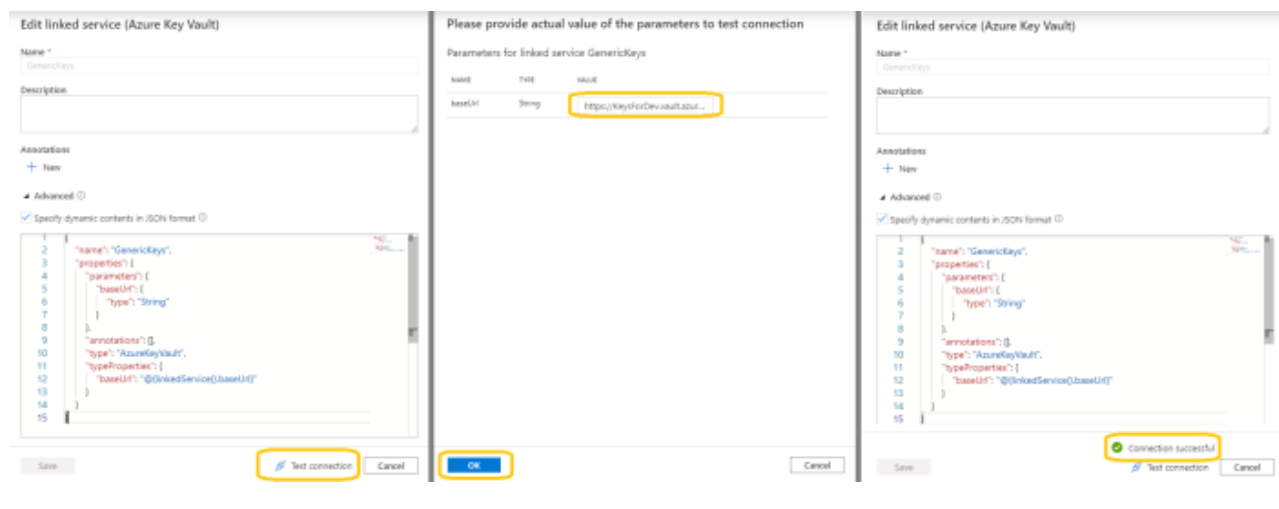 Edit linked service (Azure Key Vault)
Name *
GenericKeys
Description
Annotations
+ New
Advanced
Specify dynamic contents in JSON format
1 {
2 "name": "GenericKeys",
3 "properties": {
4 "parameters": {
5 "baseUrl": {
6 "type": "String"
7 }
8 },
9 "annotations": [],
10 "type": "AzureKeyVault",
11 "typeProperties": {
12 "baseUrl": "@{linkedService().baseUrl}"
13 }
14 }
15
Save
Test connection
Cancel
Please provide actual value of the parameters to test connection
Parameters for linked service GenericKeys
NAME TYPE VALUE
baseUrl String https://KeysForDev.vault.azur...
OK
Cancel
Edit linked service (Azure Key Vault)
Name *
GenericKeys
Description
Annotations
+ New
Advanced
Specify dynamic contents in JSON format
1 {
2 "name": "GenericKeys",
3 "properties": {
4 "parameters": {
5 "baseUrl": {
6 "type": "String"
7 }
8 },
9 "annotations": [],
10 "type": "AzureKeyVault",
11 "typeProperties": {
12 "baseUrl": "@{linkedService().baseUrl}"
13 }
14 }
15
Connection successful
Save
Test connection
Cancel